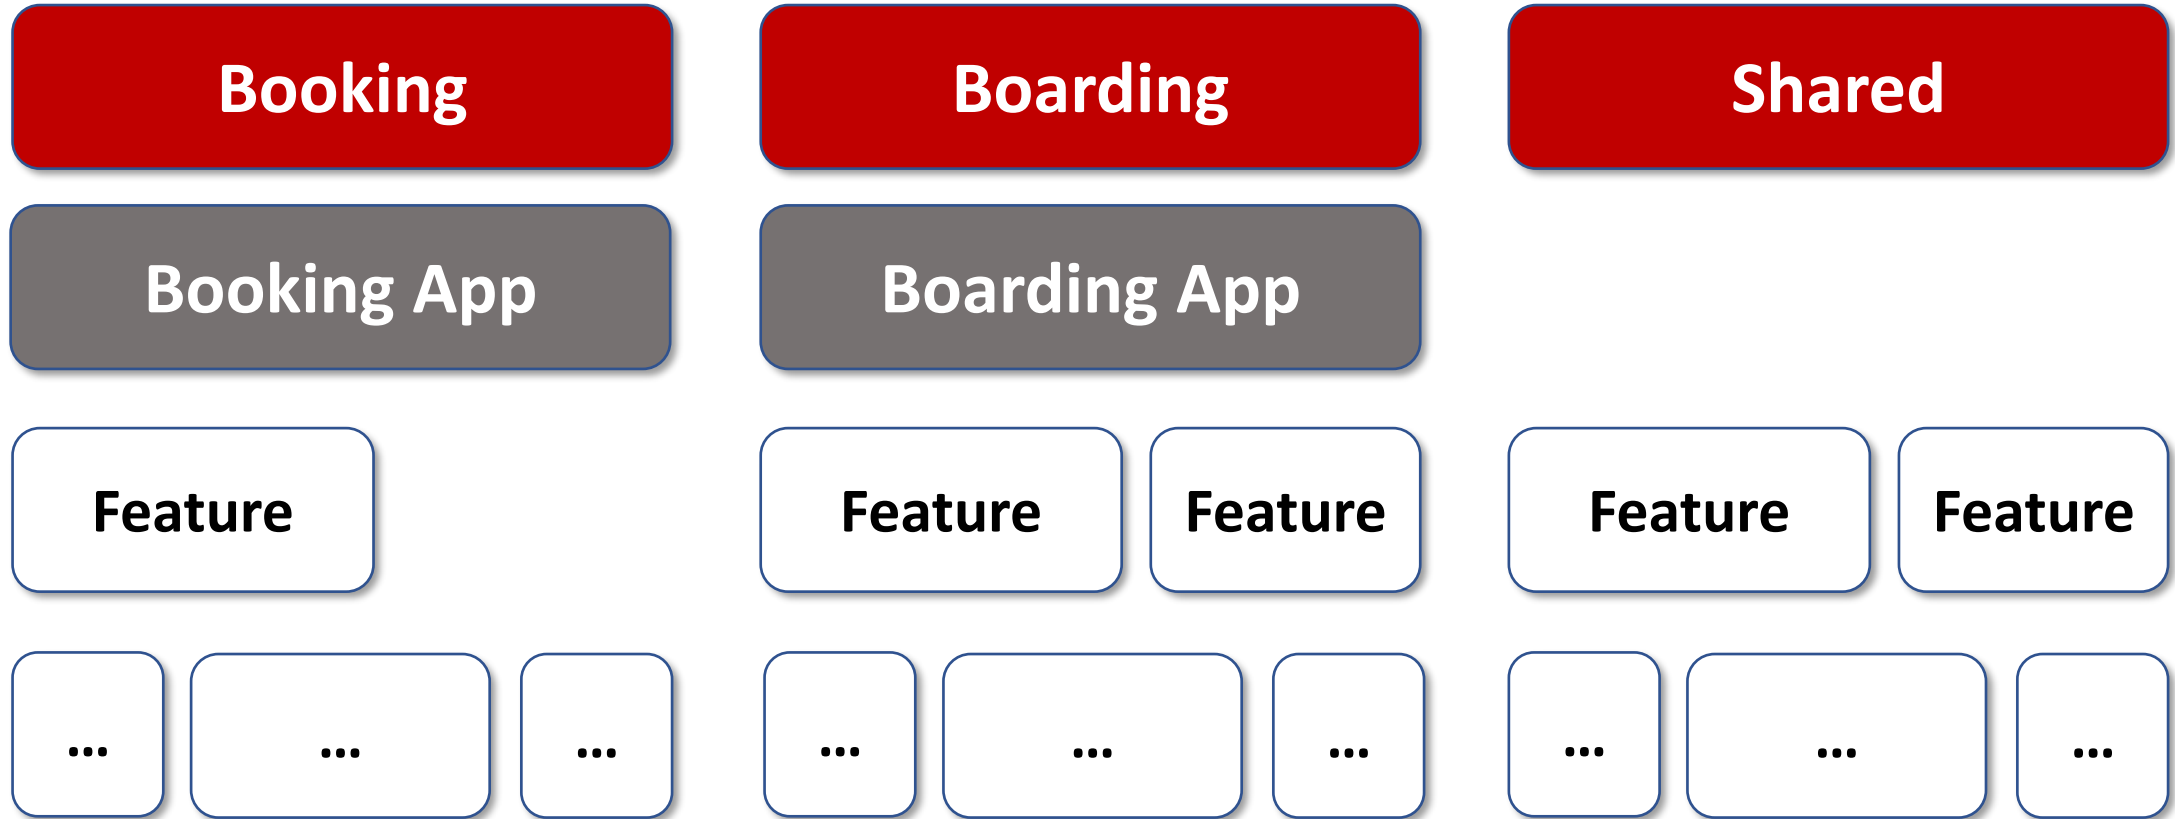 Booking
Boarding
Shared
Booking App
Boarding App
Feature
Feature
Feature
Feature
Feature
...
...
...
...
...
...
...
...
...